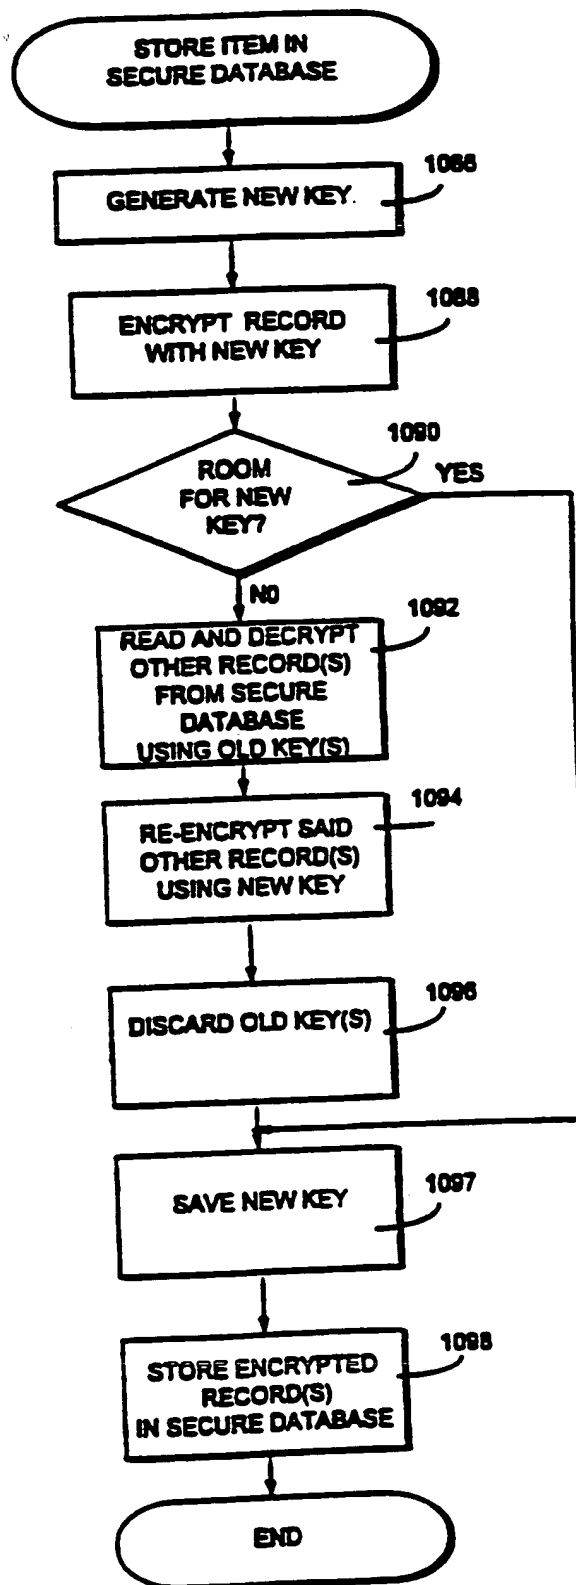 STORE ITEM IN
SECURE DATABASE
1086
GENERATE NEW KEY.
1088
ENCRYPT RECORD
WITH NEW KEY
1090
ROOM
FOR NEW
KEY?
YES
NO
1092
READ AND DECRYPT
OTHER RECORD(S)
FROM SECURE
DATABASE
USING OLD KEY(S)
1094
RE-ENCRYPT SAID
OTHER RECORD(S)
USING NEW KEY
1096
DISCARD OLD KEY(S)
1097
SAVE NEW KEY
1098
STORE ENCRYPTED
RECORD(S)
IN SECURE DATABASE
END